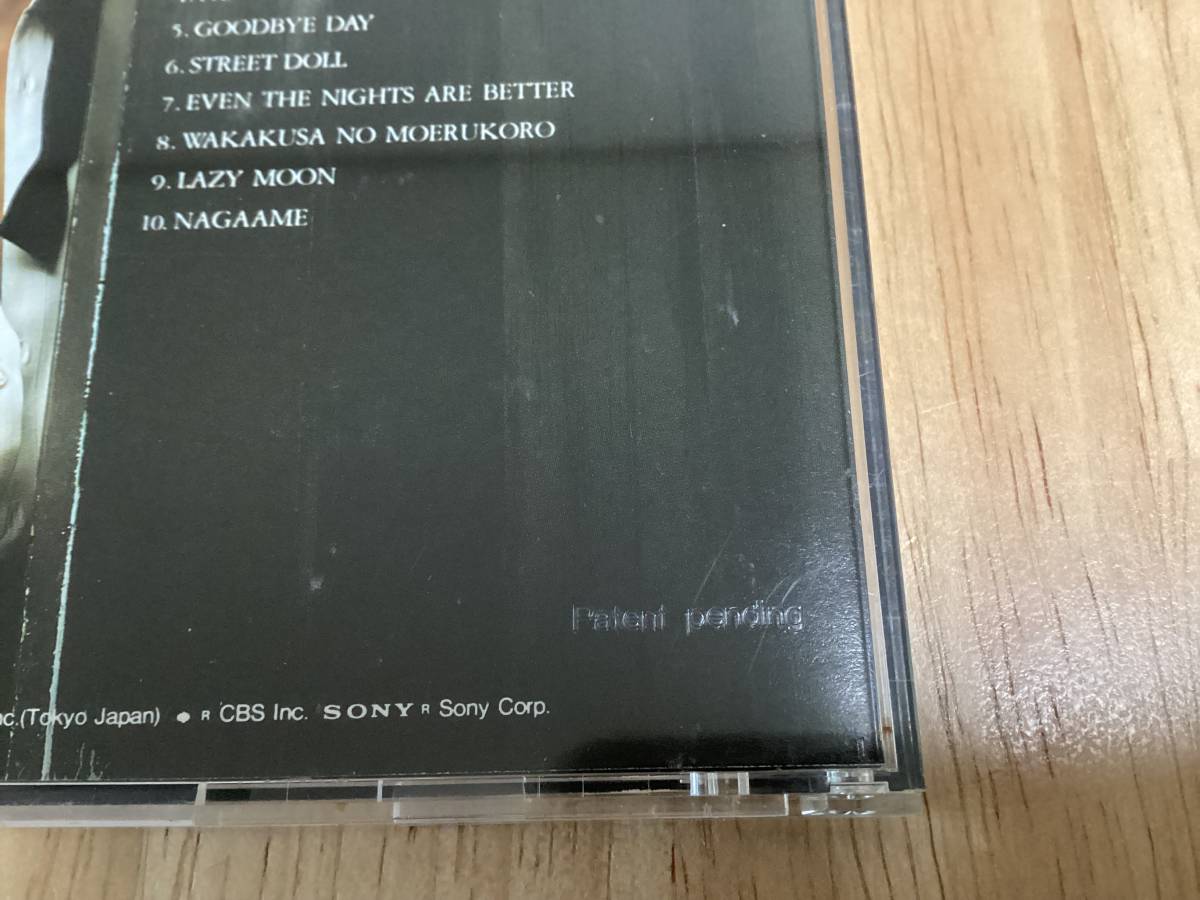 5. GOODBYE DAY
6. STREET DOLL
7. EVEN THE NIGHTS ARE BETTER
8. WAKAKUSA NO MOERUKORO
9. LAZY MOON
10. NAGAAME
Patent pending
nc.(Tokyo Japan) ● R CBS Inc. SONY R Sony Corp.